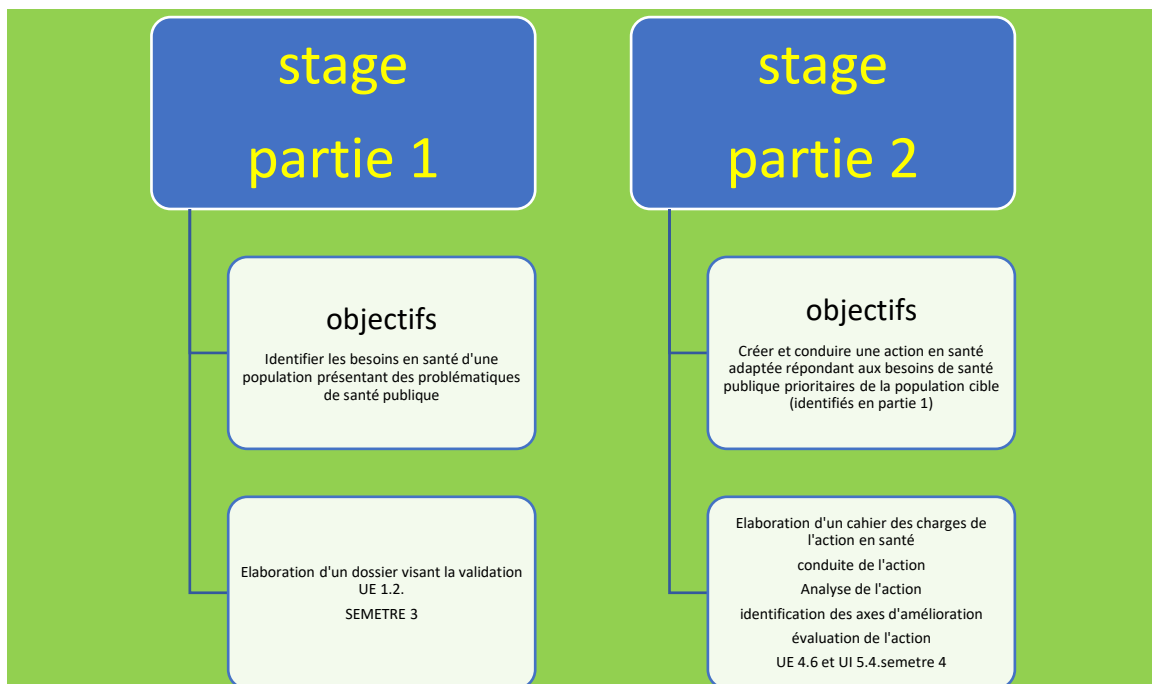 stage
partie 1
objectifs
Identifier les besoins en santé d'une
population présentant des problématiques
de santé publique
Elaboration d'un dossier visant la validation
UE 1.2.
SEMETRE 3
stage
partie 2
objectifs
Créer et conduire une action en santé
adaptée répondant aux besoins de santé
publique prioritaires de la population cible
(identifiés en partie 1)
Elaboration d'un cahier des charges de
l'action en santé
conduite de l'action
Analyse de l'action
identification des axes d'amélioration
évaluation de l'action
UE 4.6 et UI 5.4.semetre 4